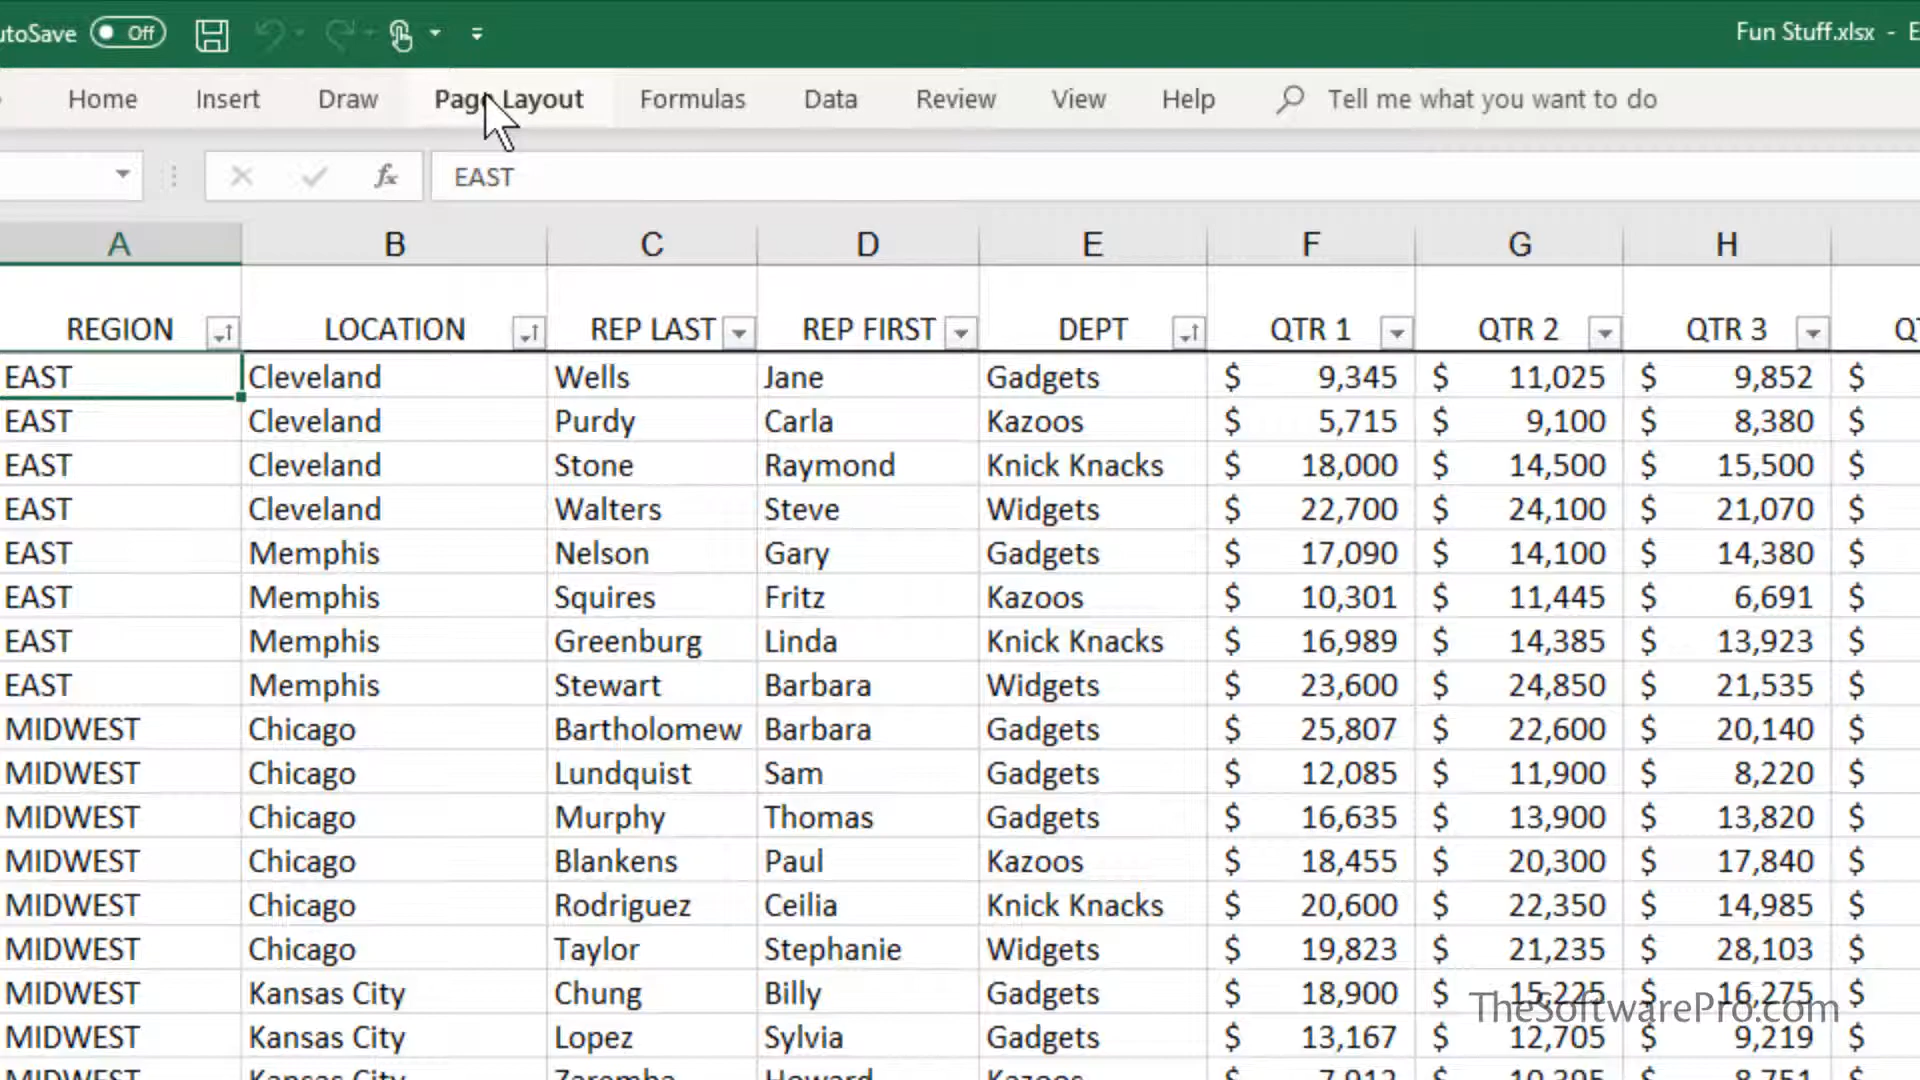 utoSave Off Fun Stuff.xlsx - E
Home Insert Draw Page Layout Formulas Data Review View Help Tell me what you want to do
fx EAST
A B C D E F G H
REGION LOCATION REP LAST REP FIRST DEPT QTR 1 QTR 2 QTR 3 QT
EAST Cleveland Wells Jane Gadgets $ 9,345 $ 11,025 $ 9,852 $
EAST Cleveland Purdy Carla Kazoos $ 5,715 $ 9,100 $ 8,380 $
EAST Cleveland Stone Raymond Knick Knacks $ 18,000 $ 14,500 $ 15,500 $
EAST Cleveland Walters Steve Widgets $ 22,700 $ 24,100 $ 21,070 $
EAST Memphis Nelson Gary Gadgets $ 17,090 $ 14,100 $ 14,380 $
EAST Memphis Squires Fritz Kazoos $ 10,301 $ 11,445 $ 6,691 $
EAST Memphis Greenburg Linda Knick Knacks $ 16,989 $ 14,385 $ 13,923 $
EAST Memphis Stewart Barbara Widgets $ 23,600 $ 24,850 $ 21,535 $
MIDWEST Chicago Bartholomew Barbara Gadgets $ 25,807 $ 22,600 $ 20,140 $
MIDWEST Chicago Lundquist Sam Gadgets $ 12,085 $ 11,900 $ 8,220 $
MIDWEST Chicago Murphy Thomas Gadgets $ 16,635 $ 13,900 $ 13,820 $
MIDWEST Chicago Blankens Paul Kazoos $ 18,455 $ 20,300 $ 17,840 $
MIDWEST Chicago Rodriguez Ceilia Knick Knacks $ 20,600 $ 22,350 $ 14,985 $
MIDWEST Chicago Taylor Stephanie Widgets $ 19,823 $ 21,235 $ 28,103 $
MIDWEST Kansas City Chung Billy Gadgets $ 18,900 $ 15,225 $ 16,275 $
TheSoftwarePro.com
MIDWEST Kansas City Lopez Sylvia Gadgets $ 13,167 $ 12,705 $ 9,219 $
MIDWEST Kansas City Howard Kazoos